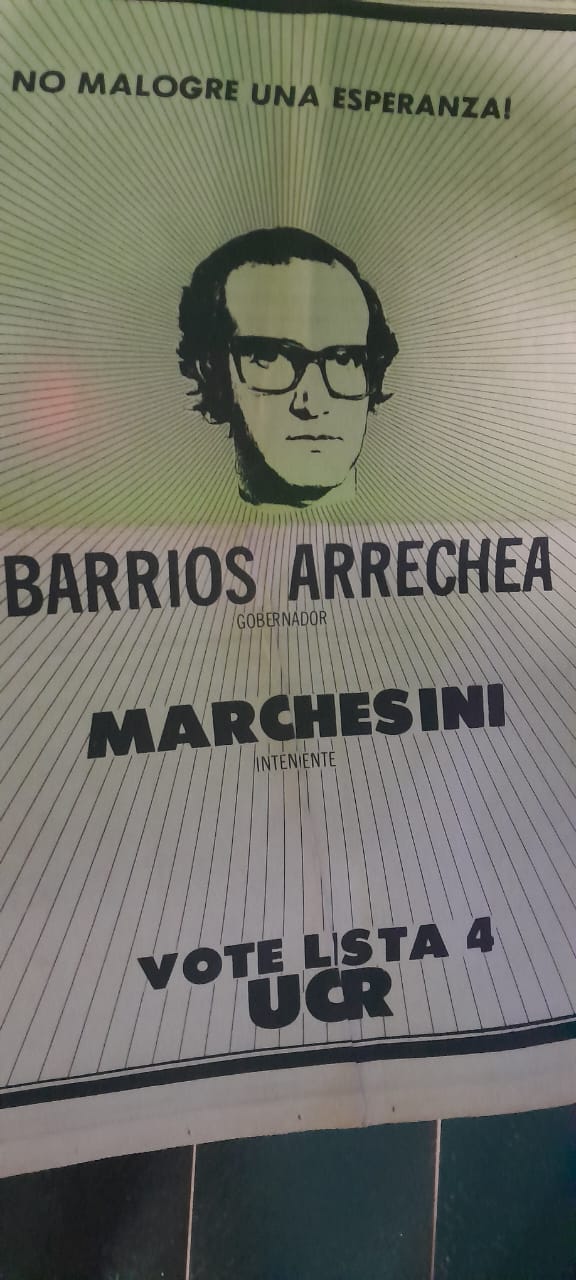 NO MALOGRE UNA ESPERANZA!
BARRIOS ARRECHEA
GOBERNADOR
MARCHESINI
INTENIENTE
VOTE LISTA 4
UCR